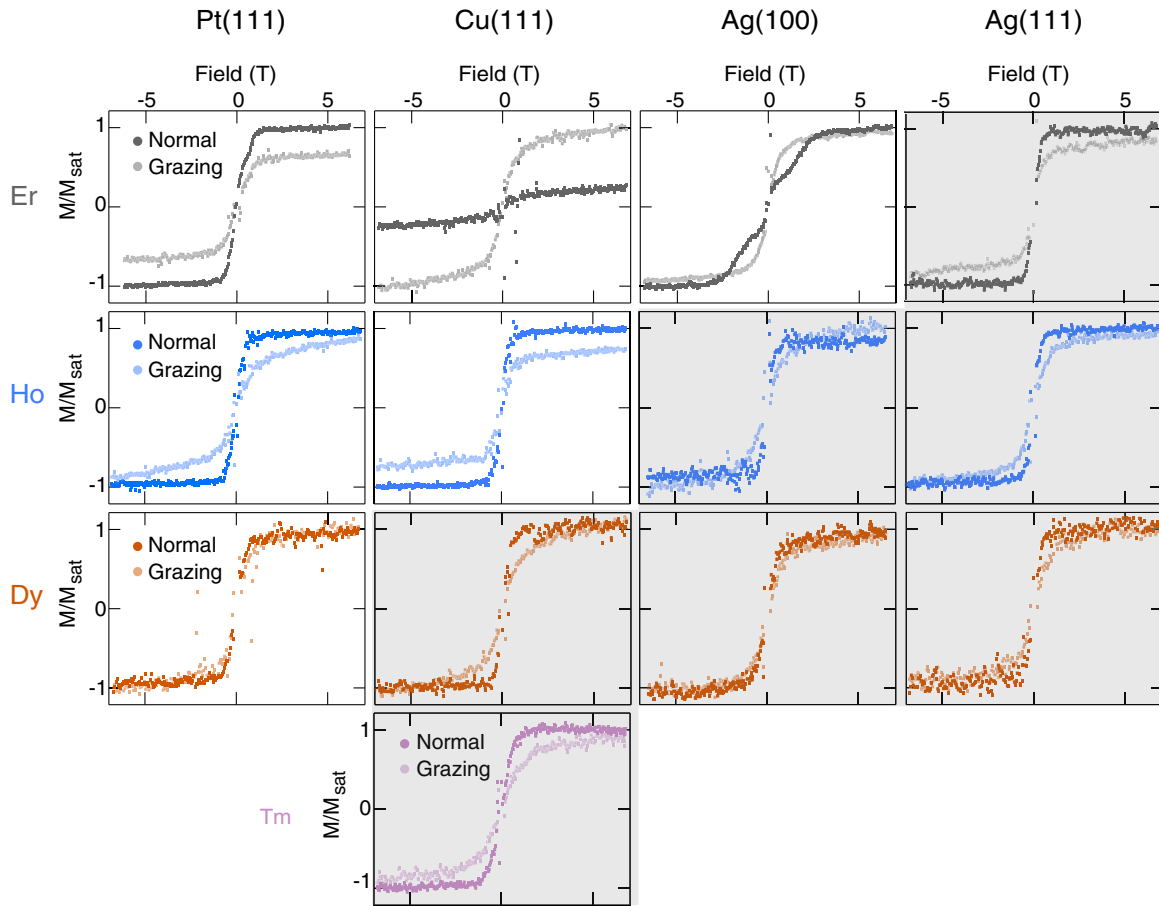 Pt(111) Cu(111) Ag(100) Ag(111)
Field (T) Field (T) Field (T) Field (T)
-5 0 5 -5 0 5 -5 0 5 -5 0 5
Er
M/Msat
1
0
-1
Normal
Grazing
Ho
M/Msat
1
0
-1
Normal
Grazing
Dy
M/Msat
1
0
-1
Normal
Grazing
Tm
M/Msat
1
0
-1
Normal
Grazing